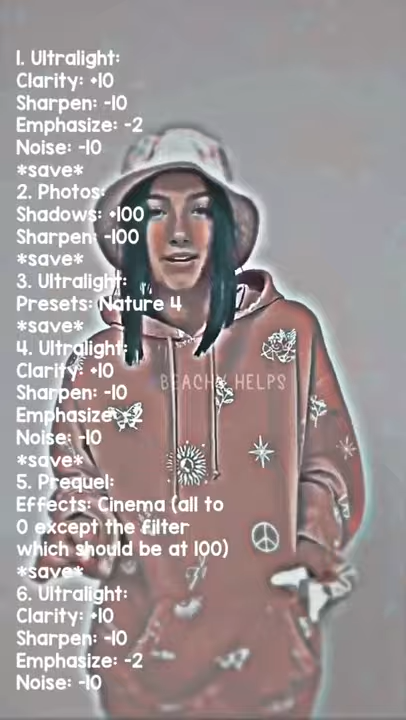 1. Ultralight:
Clarity: +10
Sharpen: -10
Emphasize: -2
Noise: -10
*save*
2. Photos:
Shadows: +100
Sharpen: -100
*save*
3. Ultralight:
Presets: Nature 4
*save*
4. Ultralight:
Clarity: +10
Sharpen: -10
Emphasize:
Noise: -10
*save*
5. Prequel:
Effects: Cinema (all to
0 except the filter
which should be at 100)
*save*
6. Ultralight:
Clarity: +10
Sharpen: -10
Emphasize: -2
Noise: -10
BEACHY.HELPS